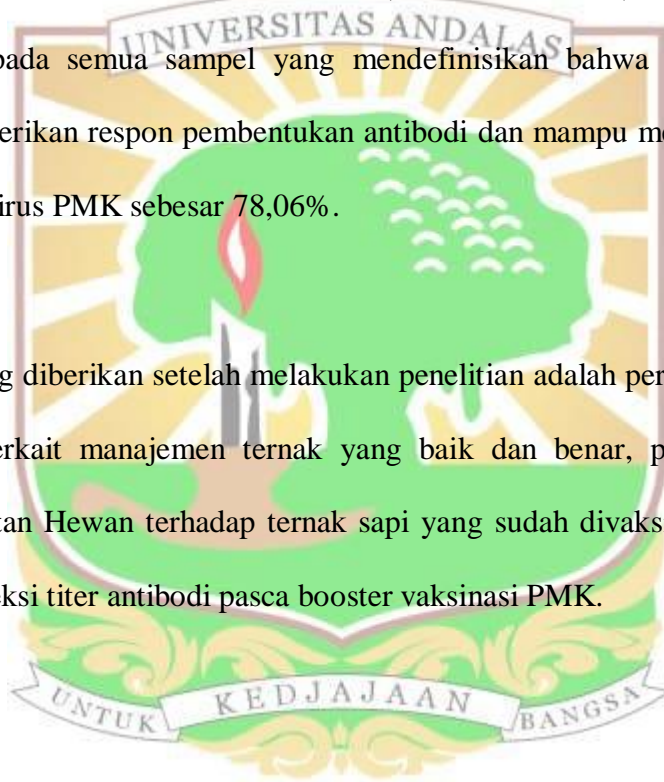 UNIVERSITAS ANDALAS
pada semua sampel yang mendefinisikan bahwa
erikan respon pembentukan antibodi dan mampu me
irus PMK sebesar 78,06%.
g diberikan setelah melakukan penelitian adalah per
erkait manajemen ternak yang baik dan benar, p
tan Hewan terhadap ternak sapi yang sudah divaks
eksi titer antibodi pasca booster vaksinasi PMK.
UNTUK KEDJAJAAN BANGSA